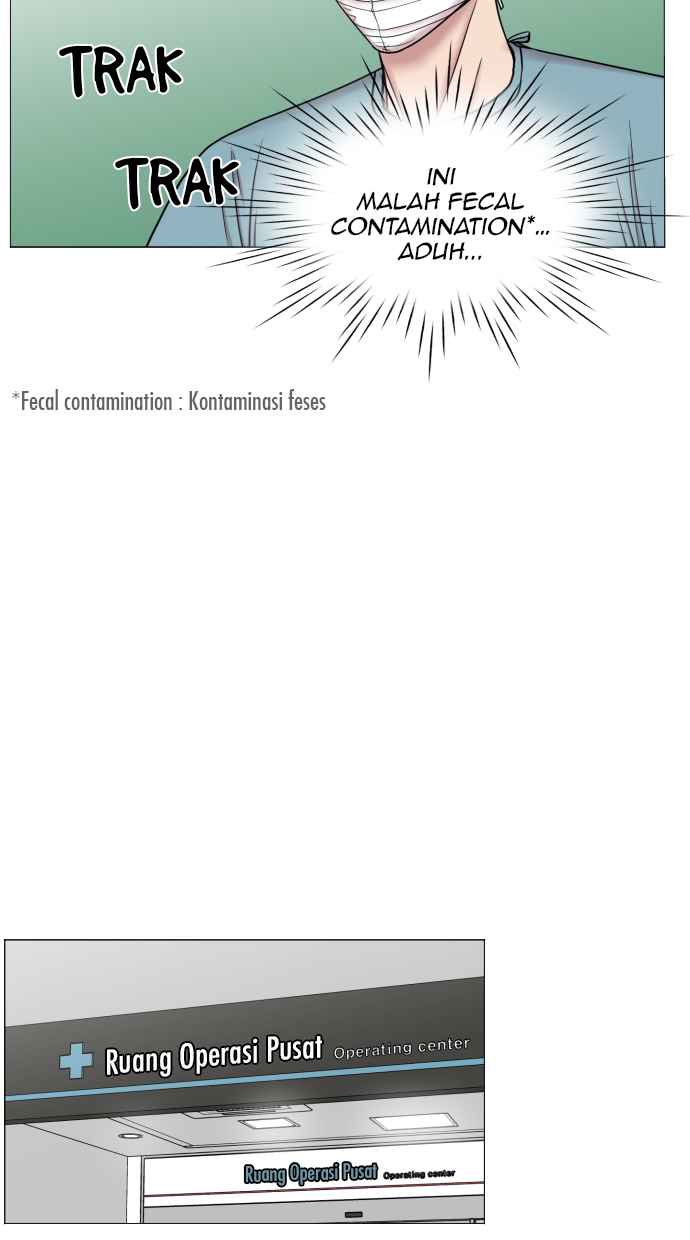 TRAK
TRAK
INI
MALAH FECAL
CONTAMINATION*...
ADUH...
*Fecal contamination : Kontaminasi feses
Ruang Operasi Pusat Operating center
Ruang Operasi Pusat Operating center